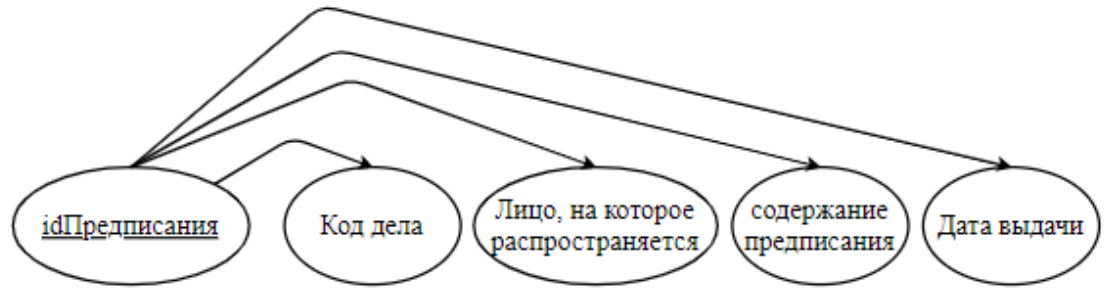 idПредписания
Код дела
Лицо, на которое
распространяется
содержание
предписания
Дата выдачи